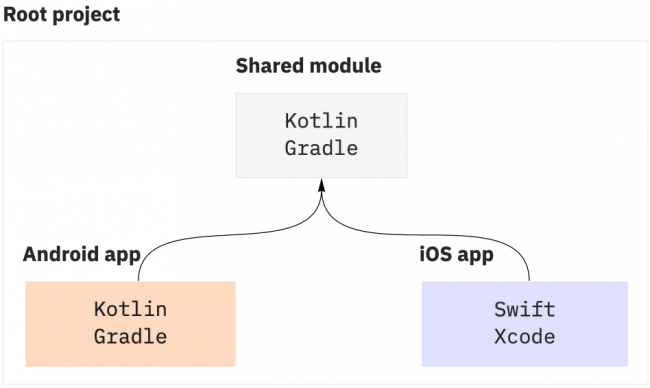 Root project
Shared module
Kotlin
Gradle
Android app
iOS app
Kotlin
Gradle
Swift
Xcode